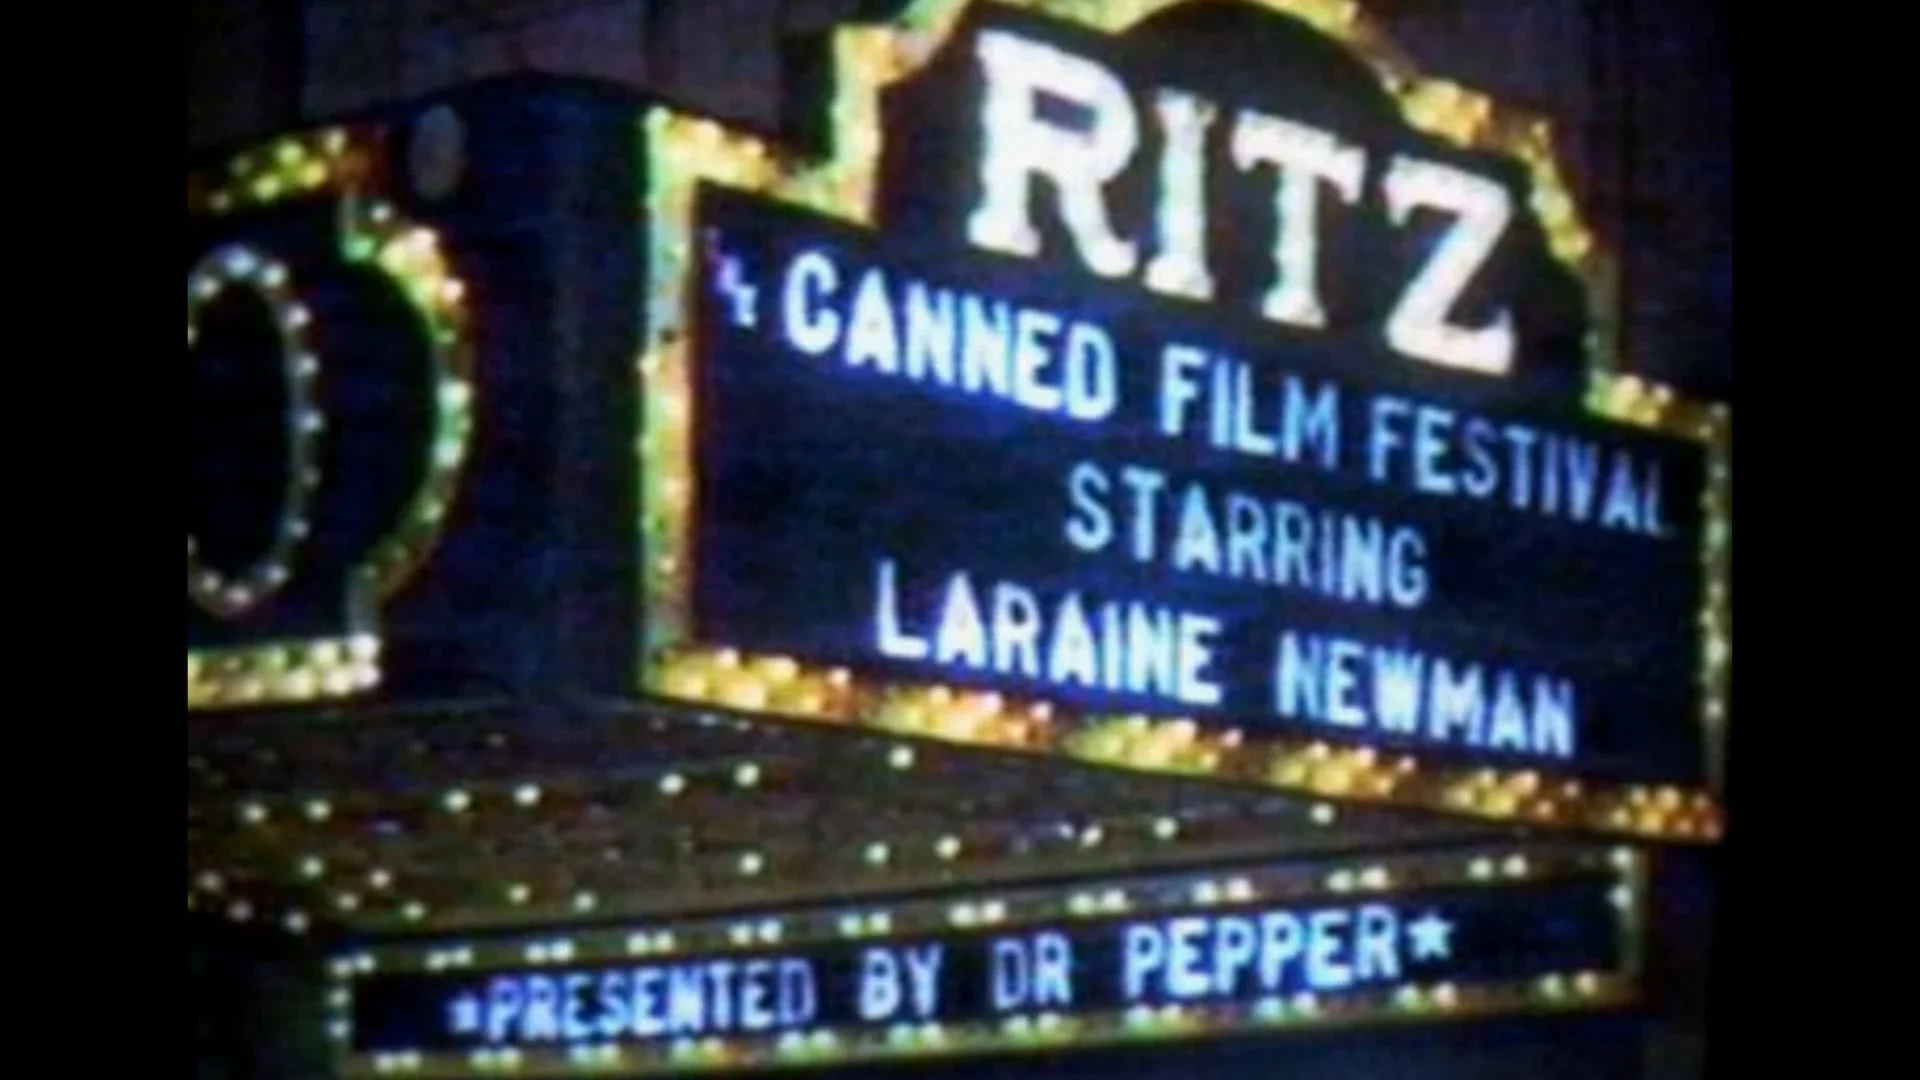 RITZ
CANNED FILM FESTIVAL
STARRING
LARAINE NEWMAN
★PRESENTED BY DR PEPPER★